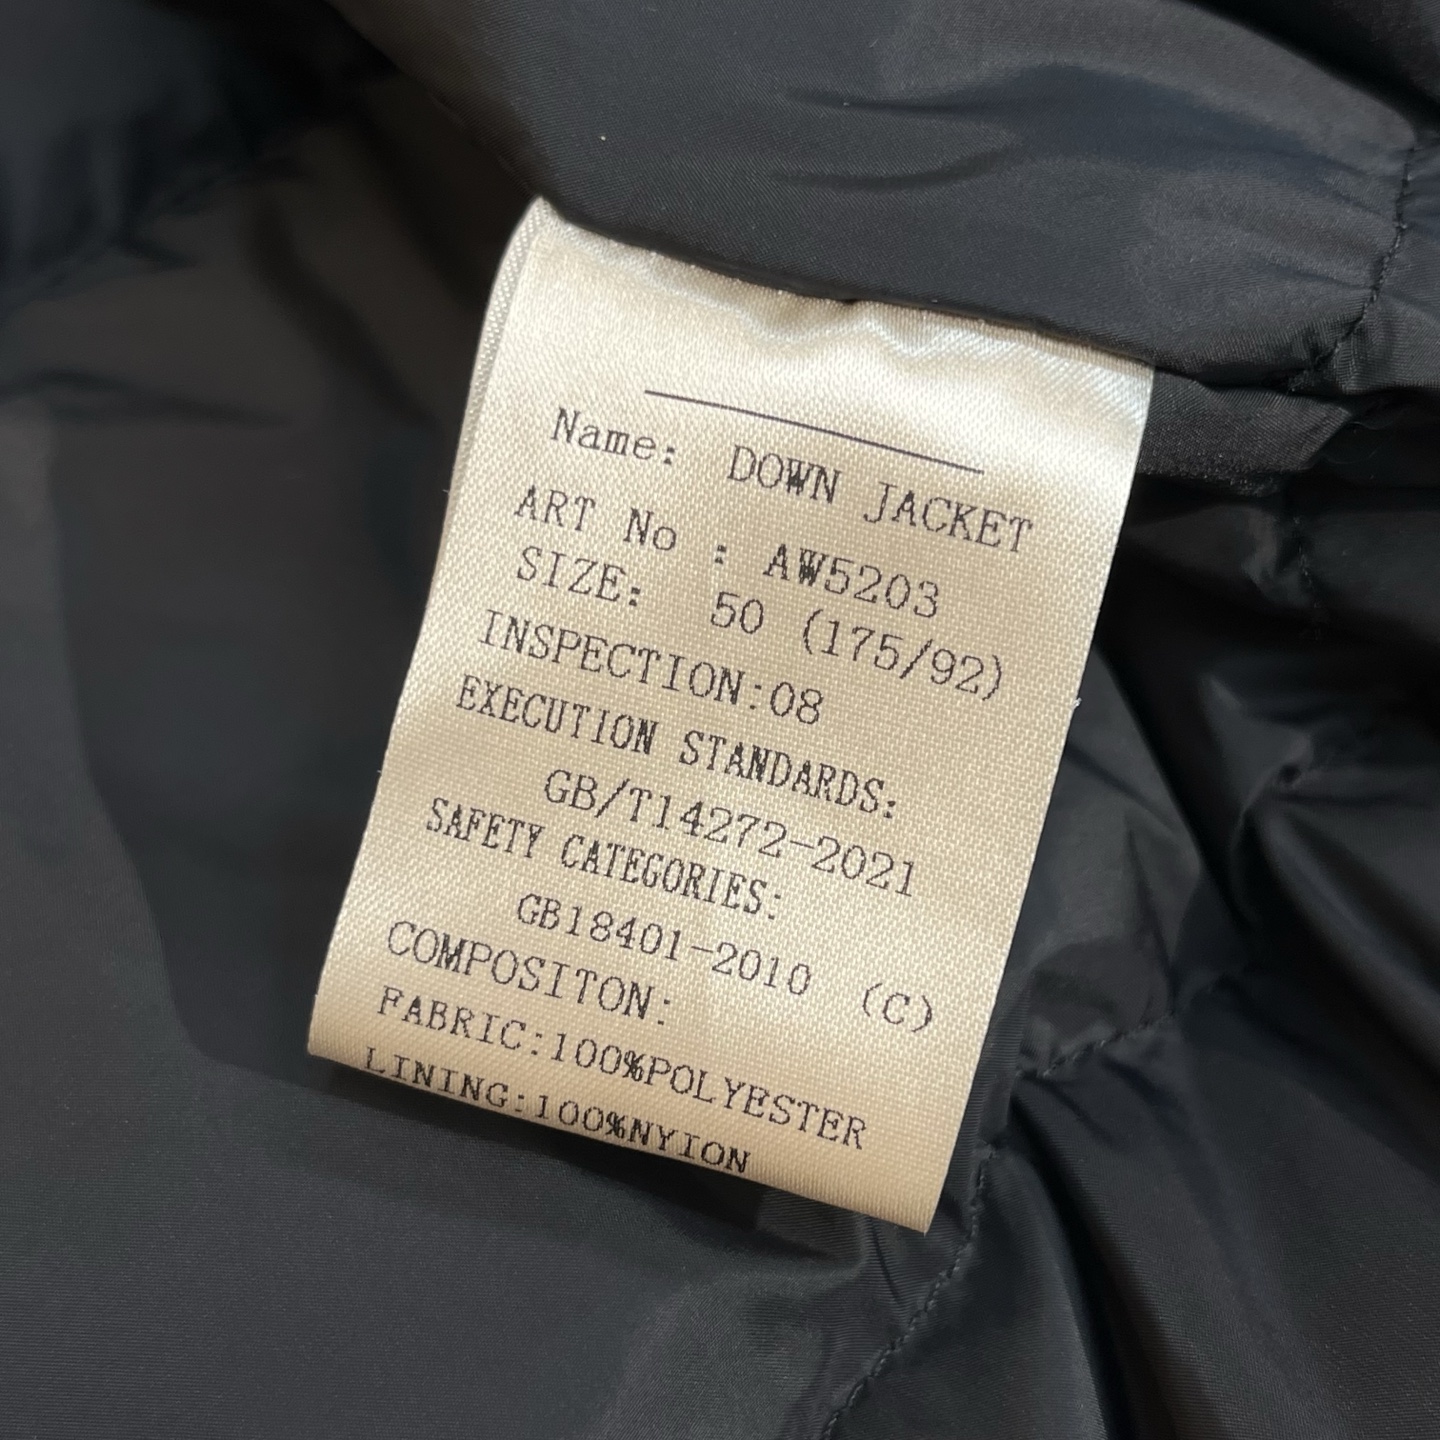 Name: DOWN JACKET
ART No : AW5203
SIZE: 50 (175/92)
INSPECTION:08
EXECUTION STANDARDS:
GB/T14272-2021
SAFETY CATEGORIES:
GB18401-2010 (C)
COMPOSITON:
FABRIC:100%POLYESTER
LINING:100%NYION